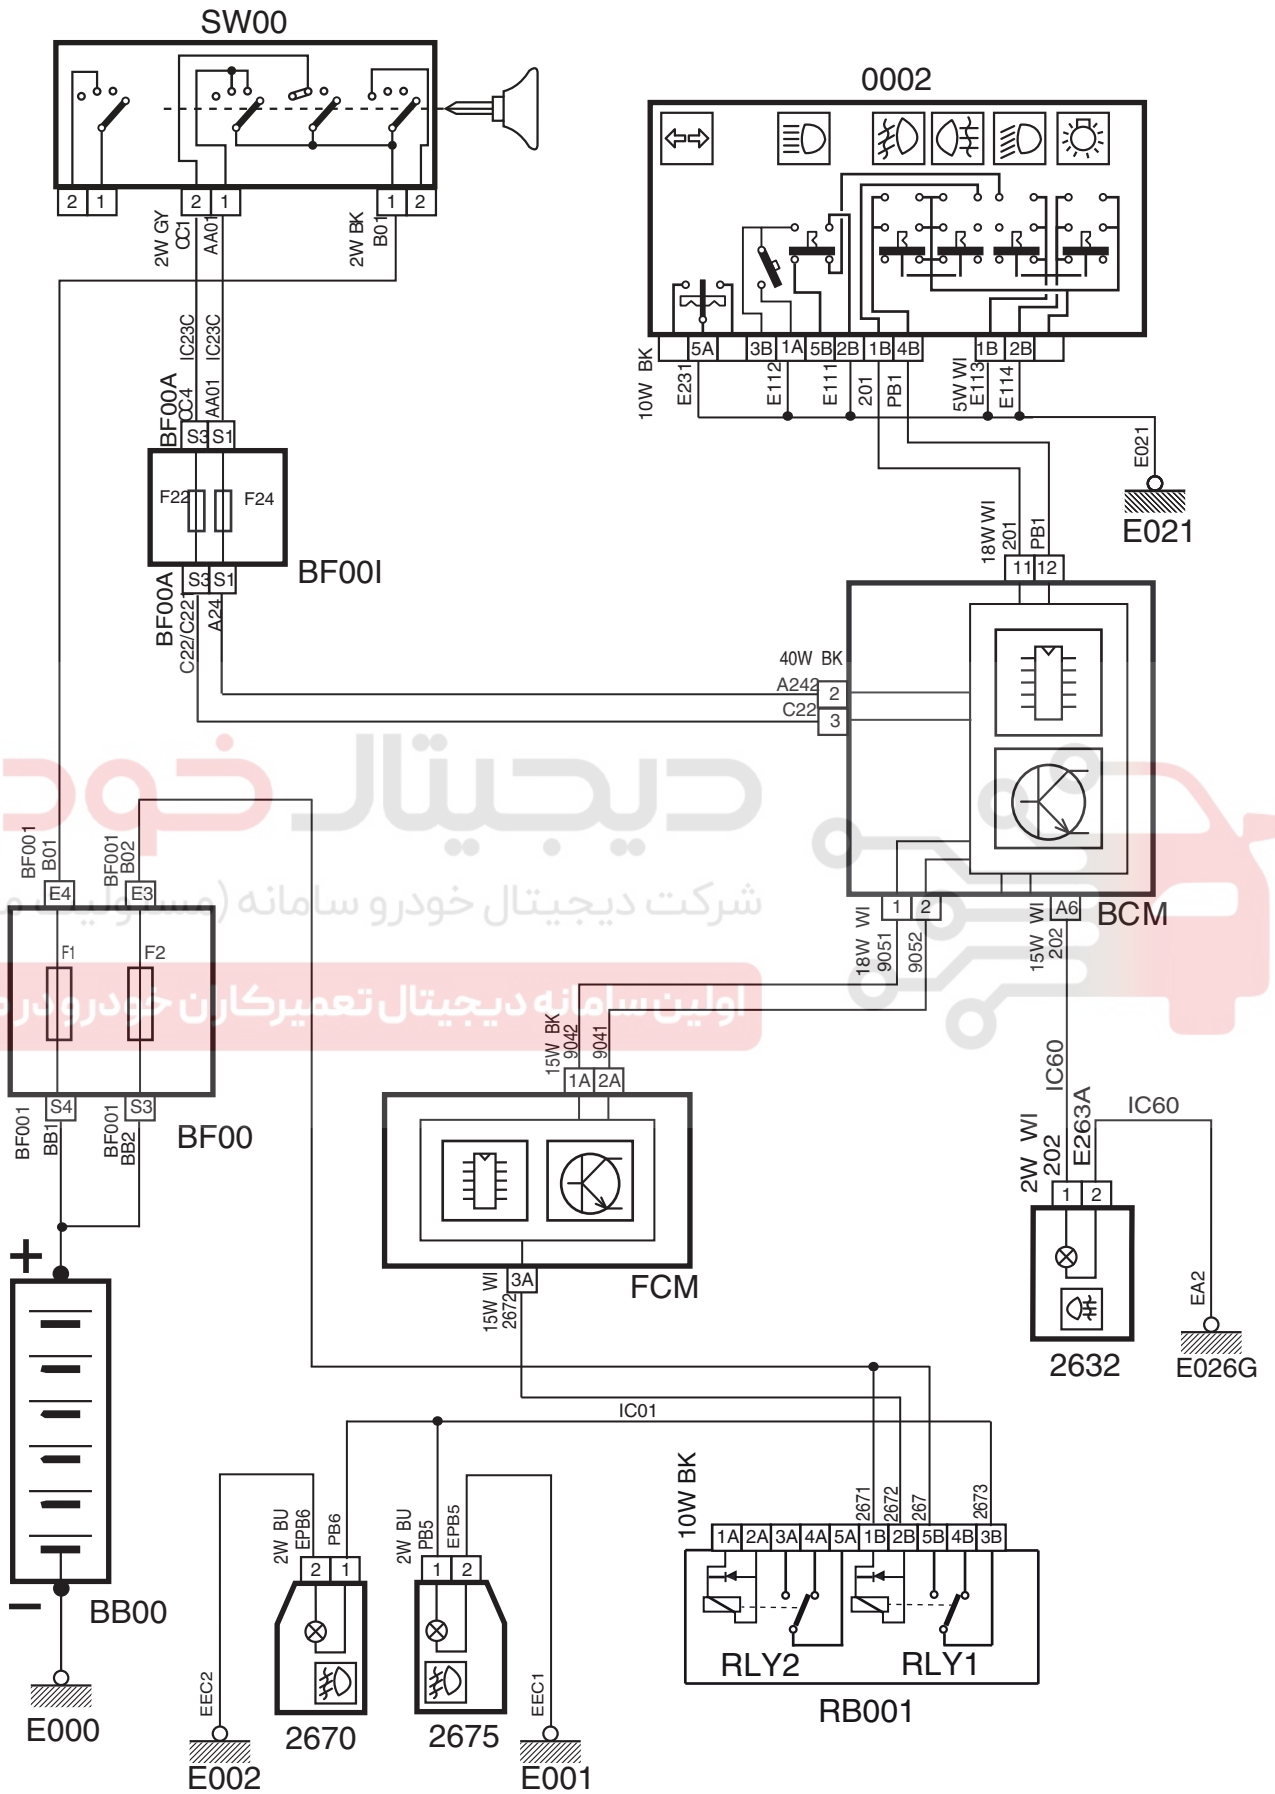 SW00
2 1 2 1 1 2
2W GY
CC1
AA01
2W BK
B01
0002
5A 3B 1A 5B 2B 1B 4B 1B 2B
10W BK
E231
E112
E111
201
PB1
5W WI
E113
E114
E021
E021
IC23C
IC23C
BF00A
CC4
AA01
S3 S1
F22 F24
BF00I
S3 S1
BF00A
C22/C221
A24
18W WI
201
PB1
11 12
40W BK
A242
2
C22
3
BCM
1 2 A6
18W WI
9051
9052
15W WI
202
دیجیتال خودرو
شرکت دیجیتال خودرو سامانه (مسئولیت م
اولین سامانه دیجیتال تعمیرکاران خودرو در
BF001
B01
BF001
B02
E4 E3
F1 F2
S4 S3
BF00
BF001
BB1
BF001
BB2
15W BK
9042
9041
1A 2A
FCM
3A
15W WI
2672
IC60
2W WI
202
E263A
IC60
1 2
2632
EA2
E026G
+
−
BB00
E000
IC01
2W BU
EPB6
PB6
2 1
2670
EEC2
E002
2W BU
PB5
EPB5
1 2
2675
EEC1
E001
10W BK
2671
2672
267
2673
1A 2A 3A 4A 5A 1B 2B 5B 4B 3B
RLY2 RLY1
RB001